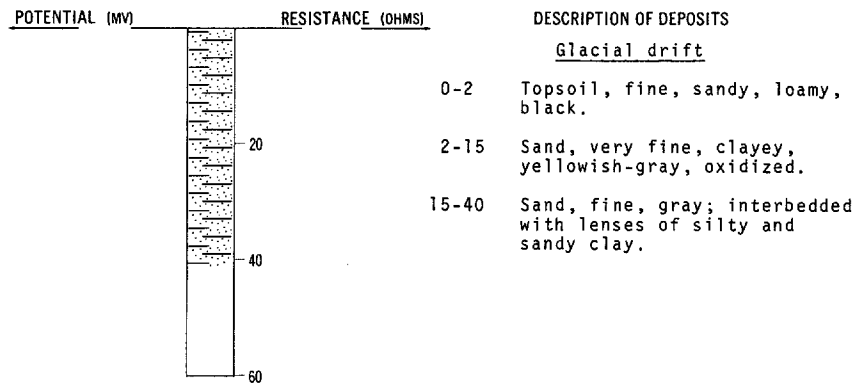 POTENTIAL (MV) RESISTANCE (OHMS) DESCRIPTION OF DEPOSITS
Glacial drift
0-2 Topsoil, fine, sandy, loamy,
black.
20
2-15 Sand, very fine, clayey,
yellowish-gray, oxidized.
15-40 Sand, fine, gray; interbedded
with lenses of silty and
sandy clay.
40
60